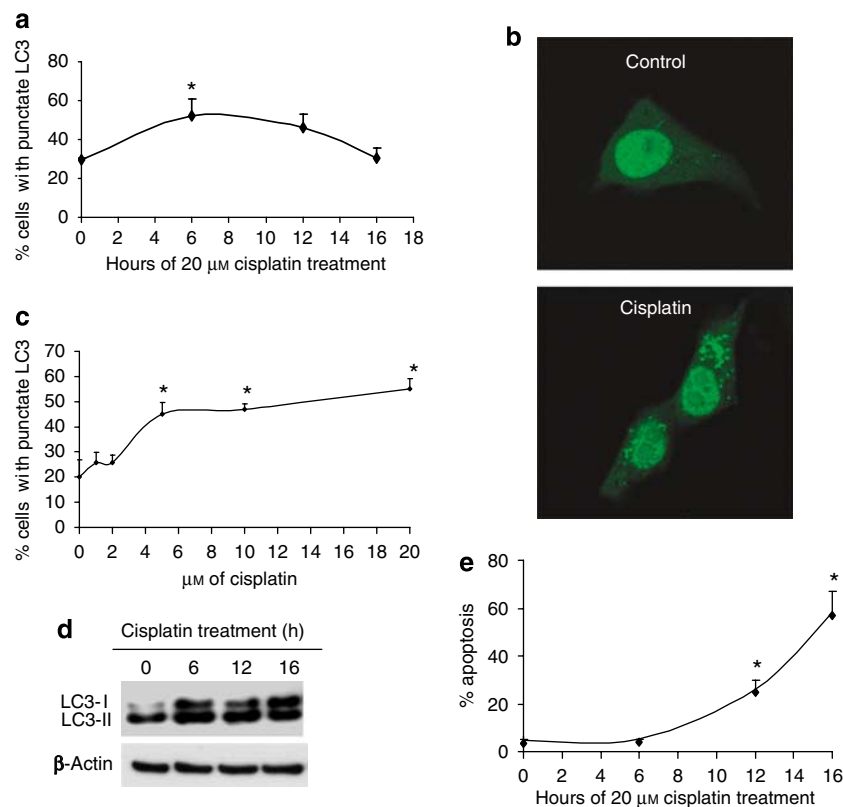 a
% cells with punctate LC3
80
60
40
20
0
*
0 2 4 6 8 10 12 14 16 18
Hours of 20 μM cisplatin treatment
b
Control
Cisplatin
c
% cells with punctate LC3
70
60
50
40
30
20
10
0
* * *
0 2 4 6 8 10 12 14 16 18 20
μM of cisplatin
d
Cisplatin treatment (h)
0 6 12 16
LC3-I
LC3-II
β-Actin
e
% apoptosis
80
60
40
20
0
* *
0 2 4 6 8 10 12 14 16
Hours of 20 μM cisplatin treatment